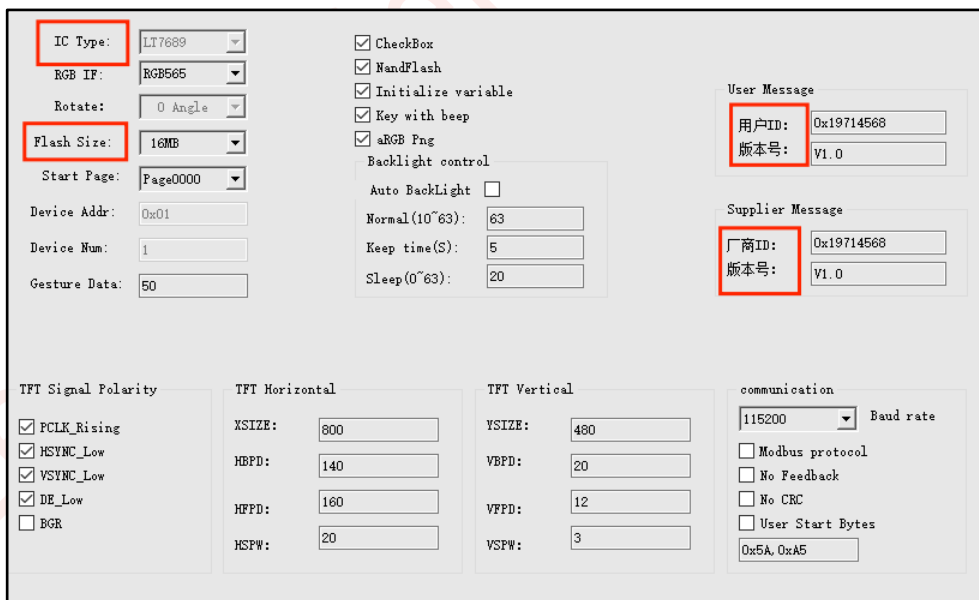 IC Type: LT7689
RGB IF: RGB565
Rotate: 0 Angle
Flash Size: 16MB
Start Page: Page0000
Device Addr: 0x01
Device Num: 1
Gesture Data: 50
CheckBox
NandFlash
Initialize variable
Key with beep
aRGB Png
Backlight control
Auto BackLight
Normal(10~63): 63
Keep time(S): 5
Sleep(0~63): 20
User Message
用户ID: 0x19714568
版本号: V1.0
Supplier Message
厂商ID: 0x19714568
版本号: V1.0
TFT Signal Polarity
PCLK_Rising
HSYNC_Low
VSYNC_Low
DE_Low
BGR
TFT Horizontal
XSIZE: 800
HBPD: 140
HFPD: 160
HSPW: 20
TFT Vertical
YSIZE: 480
VBPD: 20
VFPD: 12
VSPW: 3
communication
115200 Baud rate
Modbus protocol
No Feedback
No CRC
User Start Bytes
0x5A,0xA5